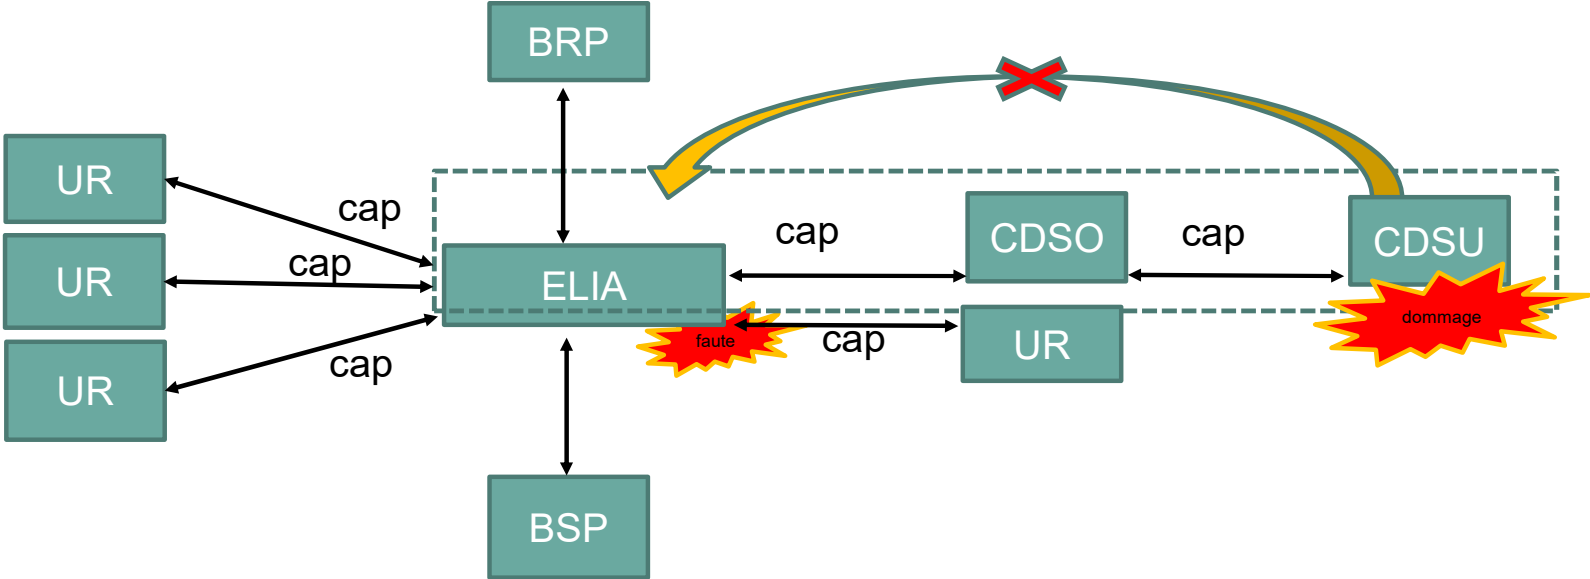 BRP
UR
cap
cap
CDSO
cap
CDSU
UR
cap
ELIA
dommage
faute
cap
UR
UR
cap
BSP